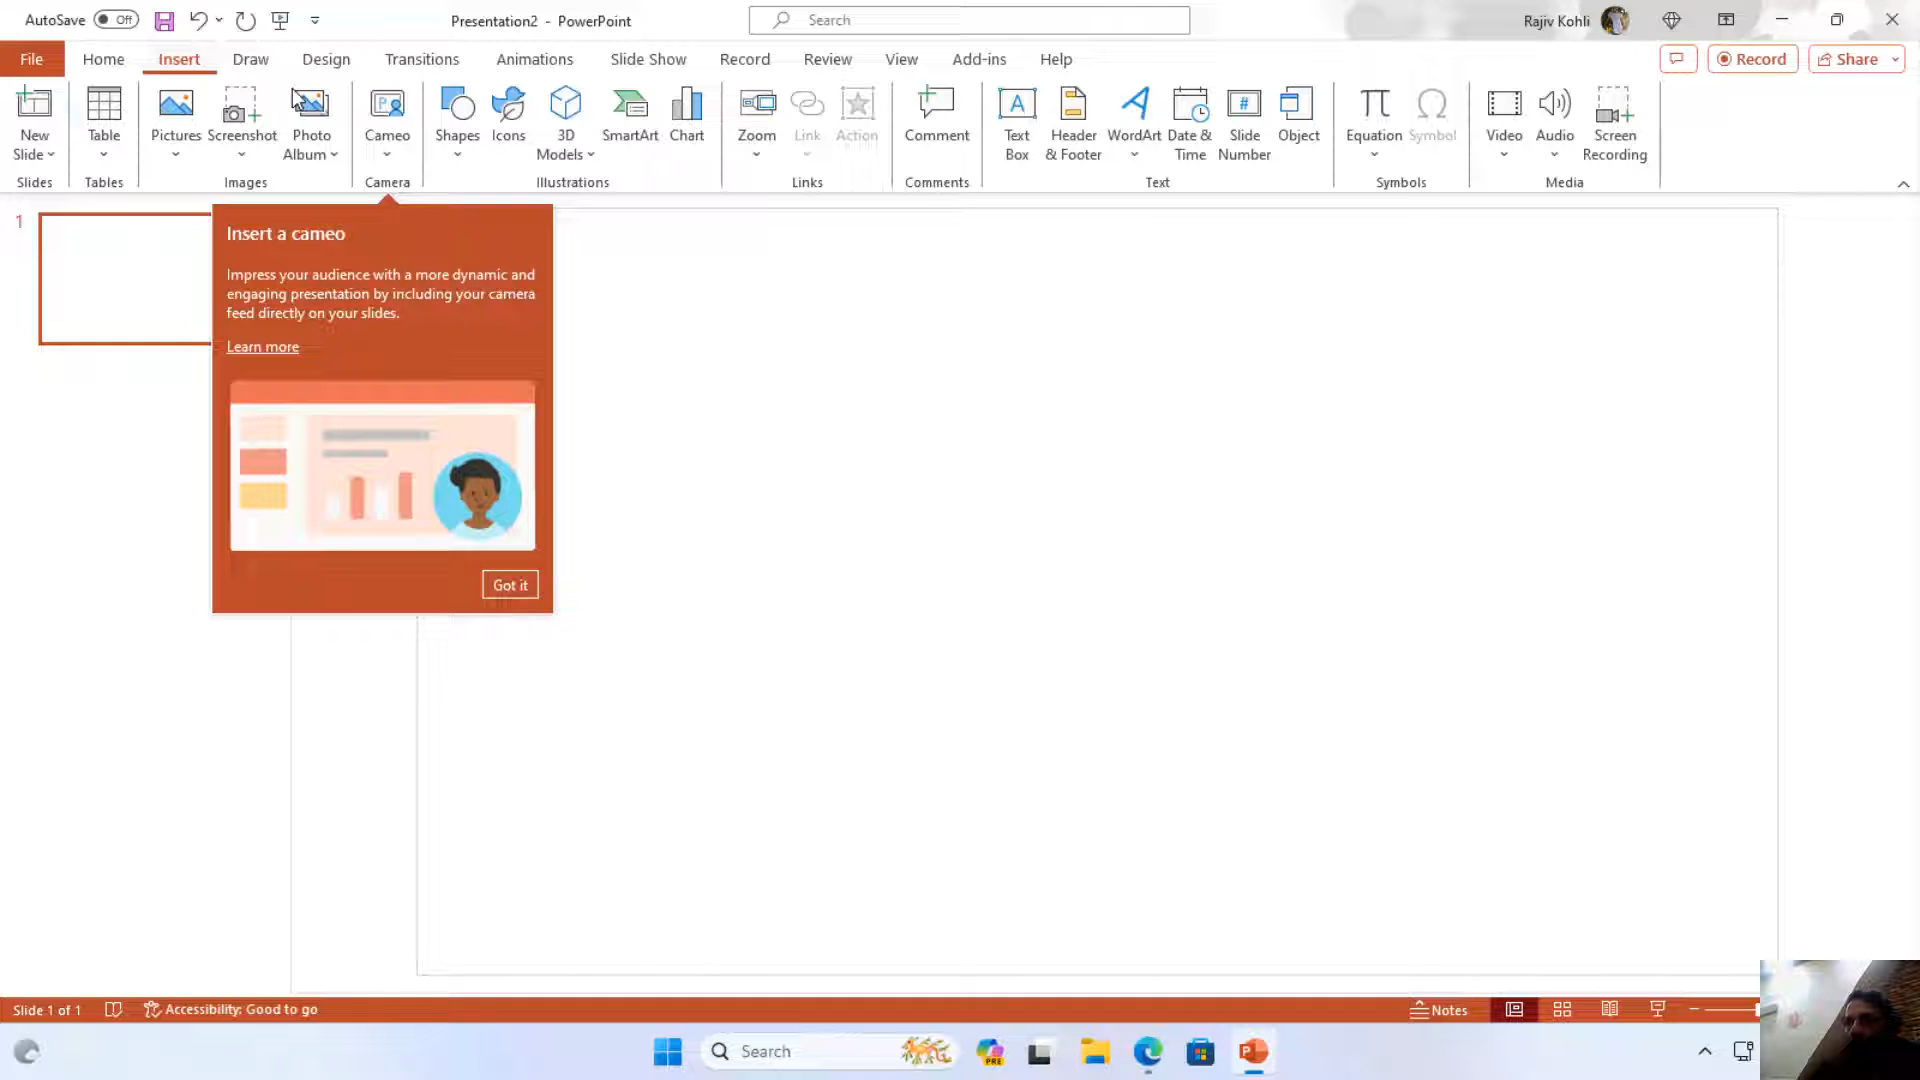 AutoSave Off Presentation2 - PowerPoint Search Rajiv Kohli
File Home Insert Draw Design Transitions Animations Slide Show Record Review View Add-ins Help Record Share
New Slide Table Pictures Screenshot Photo Album Cameo Shapes Icons 3D Models SmartArt Chart Zoom Link Action Comment Text Box Header & Footer WordArt Date & Time Slide Number Object Equation Symbol Video Audio Screen Recording
Slides Tables Images Camera Illustrations Links Comments Text Symbols Media
1
Insert a cameo
Impress your audience with a more dynamic and
engaging presentation by including your camera
feed directly on your slides.
Learn more
Got it
Slide 1 of 1 Accessibility: Good to go Notes
Search PRE